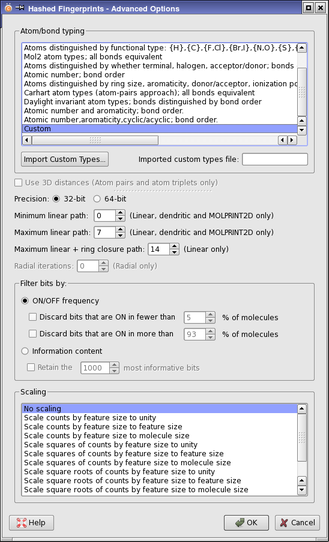 Hashed Fingerprints - Advanced Options
Atom/bond typing
Atoms distinguished by functional type: {H},{C},{F,Cl},{Br,I},{N,O},{S},{
Mol2 atom types; all bonds equivalent
Atoms distinguished by whether terminal, halogen, acceptor/donor; bonds
Atomic number; bond order
Atoms distinguished by ring size, aromaticity, donor/acceptor, ionization po
Carhart atom types (atom-pairs approach); all bonds equivalent
Daylight invariant atom types; bonds distinguished by bond order
Atomic number and aromaticity; bond order.
Atomic number,aromaticity,cyclic/acyclic; bond order.
Custom
Import Custom Types... Imported custom types file:
Use 3D distances (Atom pairs and atom triplets only)
Precision: 32-bit 64-bit
Minimum linear path: 0 (Linear, dendritic and MOLPRINT2D only)
Maximum linear path: 7 (Linear, dendritic and MOLPRINT2D only)
Maximum linear + ring closure path: 14 (Linear only)
Radial iterations: 0 (Radial only)
Filter bits by:
ON/OFF frequency
Discard bits that are ON in fewer than 5 % of molecules
Discard bits that are ON in more than 93 % of molecules
Information content
Retain the 1000 most informative bits
Scaling
No scaling
Scale counts by feature size to unity
Scale counts by feature size to feature size
Scale counts by feature size to molecule size
Scale squares of counts by feature size to unity
Scale squares of counts by feature size to feature size
Scale squares of counts by feature size to molecule size
Scale square roots of counts by feature size to unity
Scale square roots of counts by feature size to feature size
Scale square roots of counts by feature size to molecule size
Help OK Cancel